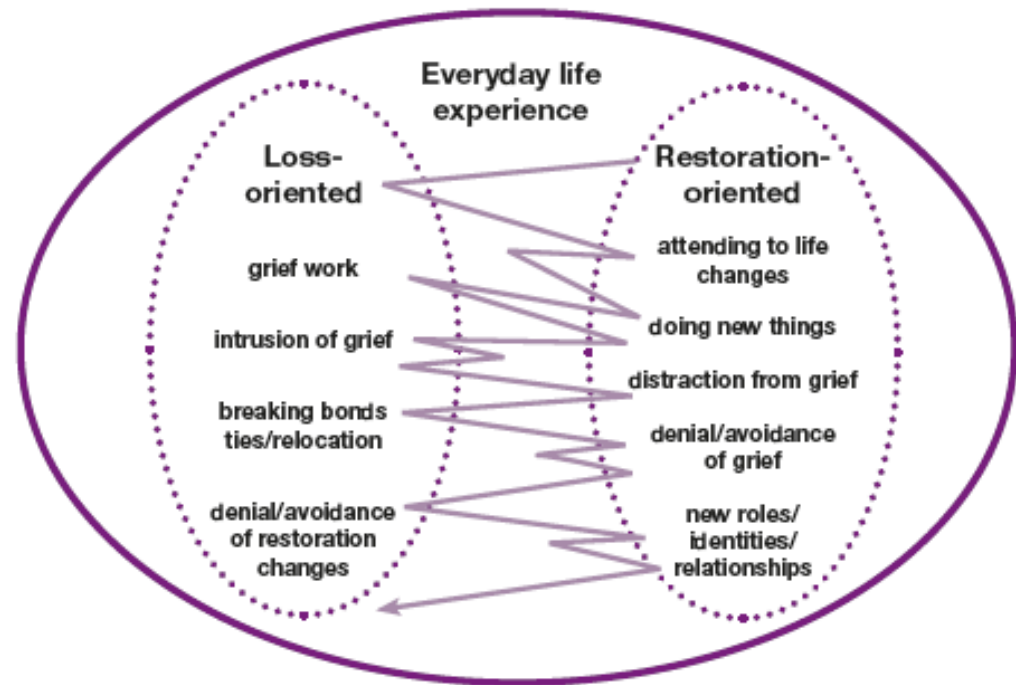 Everyday life
experience
Loss-
oriented
grief work
intrusion of grief
breaking bonds
ties/relocation
denial/avoidance
of restoration
changes
Restoration-
oriented
attending to life
changes
doing new things
distraction from grief
denial/avoidance
of grief
new roles/
identities/
relationships